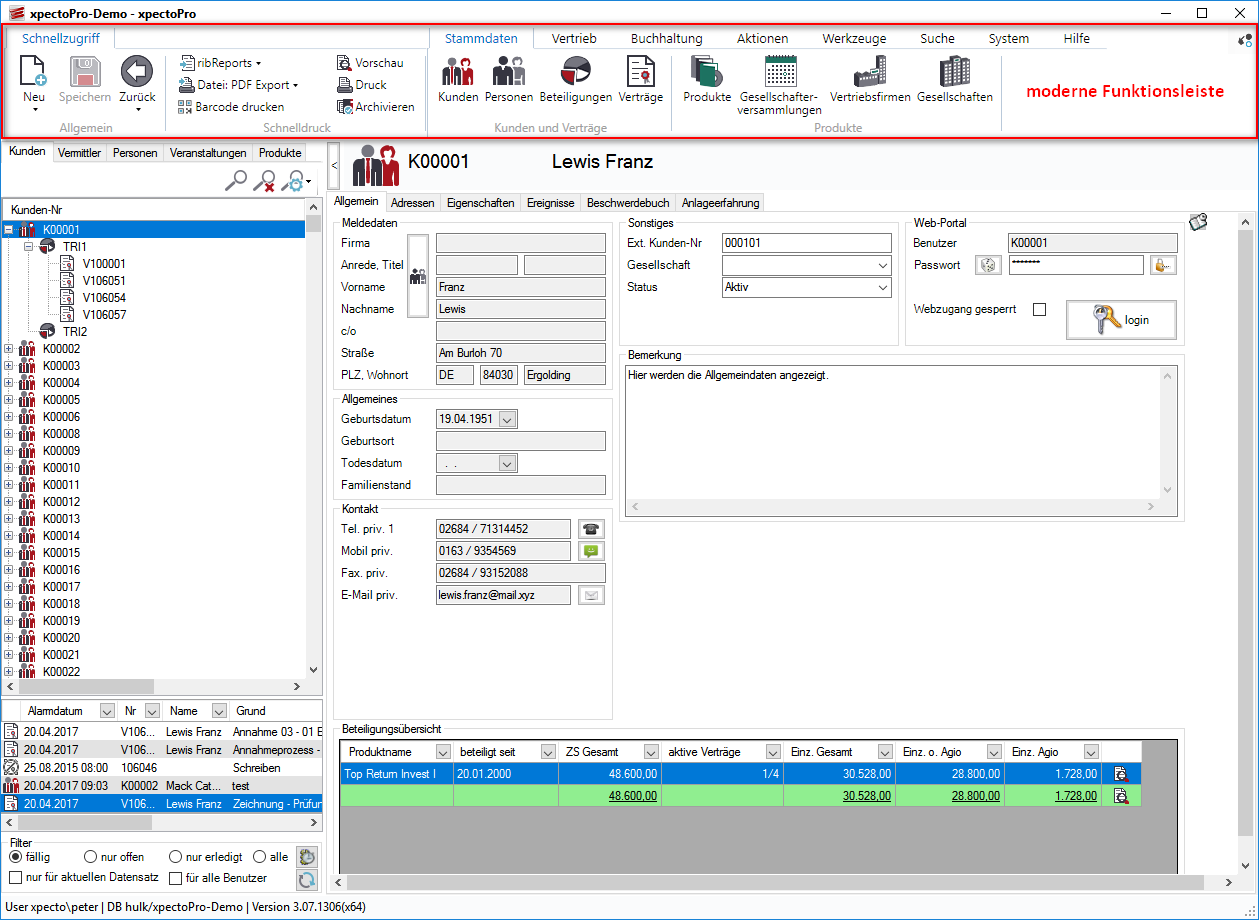 xpectoPro-Demo - xpectoPro
Schnellzugriff Stammdaten Vertrieb Buchhaltung Aktionen Werkzeuge Suche System Hilfe
Neu Speichern Zurück
Allgemein
ribReports
Datei: PDF Export
Barcode drucken
Vorschau
Druck
Archivieren
Schnelldruck
Kunden Personen Beteiligungen Verträge
Kunden und Verträge
Produkte Gesellschafter-
versammlungen Vertriebsfirmen Gesellschaften
Produkte
moderne Funktionsleiste
Kunden Vermittler Personen Veranstaltungen Produkte
Kunden-Nr
K00001
TRI1
V100001
V106051
V106054
V106057
TRI2
K00002
K00003
K00004
K00005
K00006
K00008
K00009
K00010
K00011
K00012
K00013
K00014
K00015
K00016
K00017
K00018
K00019
K00020
K00021
K00022
Alarmdatum Nr Name Grund
20.04.2017 V106... Lewis Franz Annahme 03 - 01 E
20.04.2017 V106... Lewis Franz Annahmeprozess -
25.08.2015 08:00 106046 Schreiben
20.04.2017 09:03 K00002 Mack Cat... test
20.04.2017 V106... Lewis Franz Zeichnung - Prüfun
Filter
fällig nur offen nur erledigt alle
nur für aktuellen Datensatz für alle Benutzer
< K00001 Lewis Franz
Allgemein Adressen Eigenschaften Ereignisse Beschwerdebuch Anlageerfahrung
Meldedaten
Firma
Anrede, Titel
Vorname Franz
Nachname Lewis
c/o
Straße Am Burloh 70
PLZ, Wohnort DE 84030 Ergolding
Allgemeines
Geburtsdatum 19.04.1951
Geburtsort
Todesdatum . .
Familienstand
Kontakt
Tel. priv. 1 02684 / 71314452
Mobil priv. 0163 / 9354569
Fax. priv. 02684 / 93152088
E-Mail priv. lewis.franz@mail.xyz
Sonstiges
Ext. Kunden-Nr 000101
Gesellschaft
Status Aktiv
Web-Portal
Benutzer K00001
Passwort *******
Webzugang gesperrt login
Bemerkung
Hier werden die Allgemeindaten angezeigt.
Beteiligungsübersicht
Produktname beteiligt seit ZS Gesamt aktive Verträge Einz. Gesamt Einz. o. Agio Einz. Agio
Top Return Invest I 20.01.2000 48.600,00 1/4 30.528,00 28.800,00 1.728,00
48.600,00 30.528,00 28.800,00 1.728,00
User xpecto\peter | DB hulk/xpectoPro-Demo | Version 3.07.1306(x64)